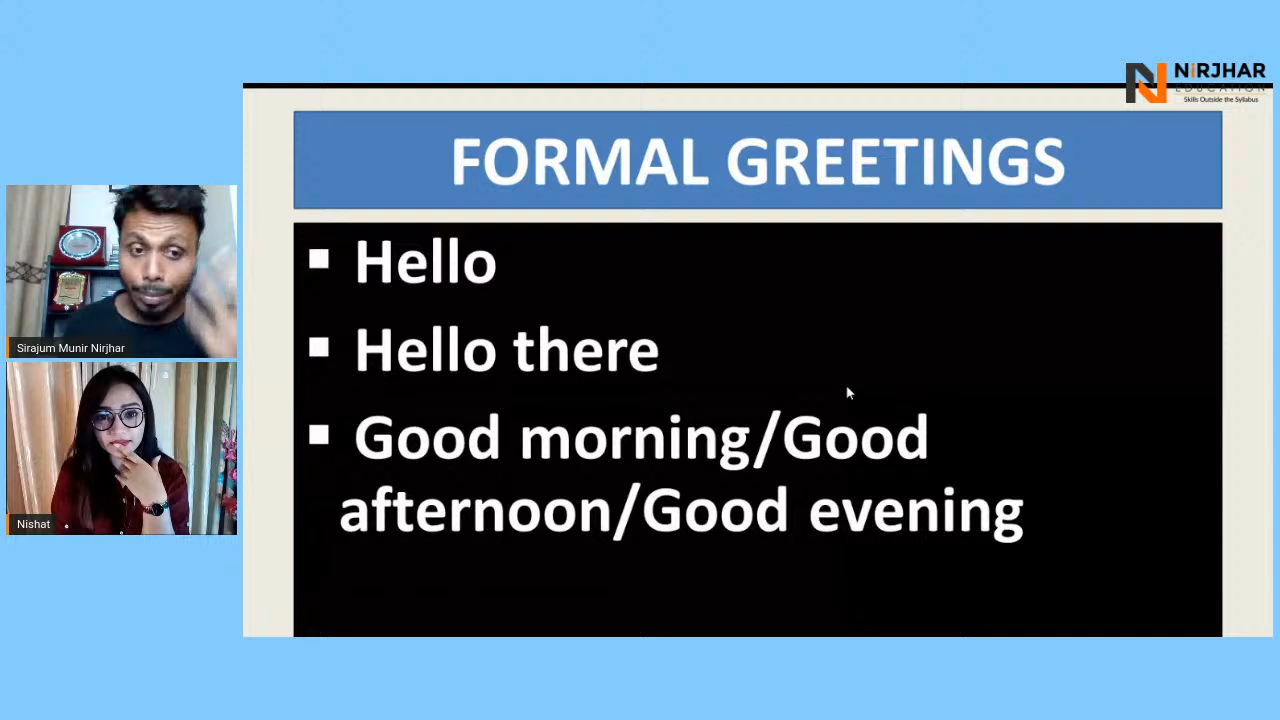 NiRJHAR
EDUCATION
Skills Outside the Syllabus
FORMAL GREETINGS
▪ Hello
▪ Hello there
▪ Good morning/Good
afternoon/Good evening
Sirajum Munir Nirjhar
Nishat